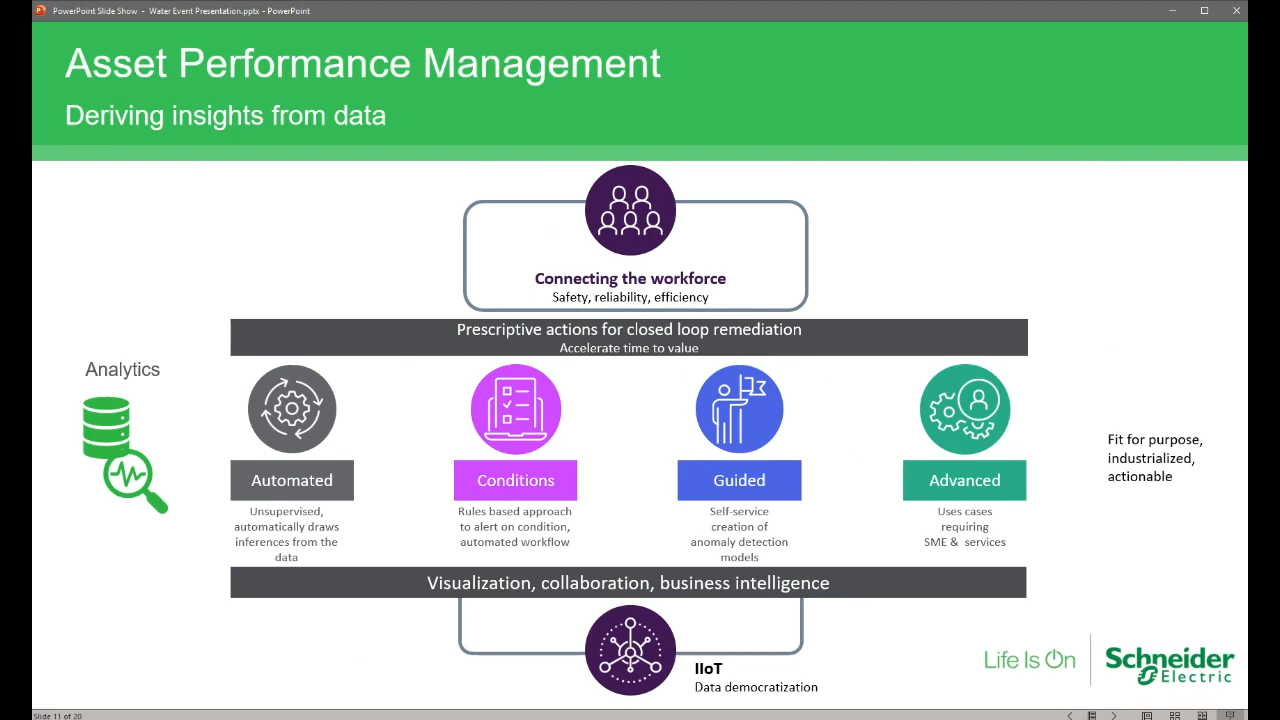 PowerPoint Slide Show - Water Event Presentation.pptx - PowerPoint
Asset Performance Management
Deriving insights from data
Connecting the workforce
Safety, reliability, efficiency
Prescriptive actions for closed loop remediation
Accelerate time to value
Analytics
Automated
Unsupervised,
automatically draws
inferences from the
data
Conditions
Rules based approach
to alert on condition,
automated workflow
Guided
Self-service
creation of
anomaly detection
models
Advanced
Uses cases
requiring
SME & services
Fit for purpose,
industrialized,
actionable
Visualization, collaboration, business intelligence
IIoT
Data democratization
Life Is On
Schneider
Electric
Slide 11 of 20